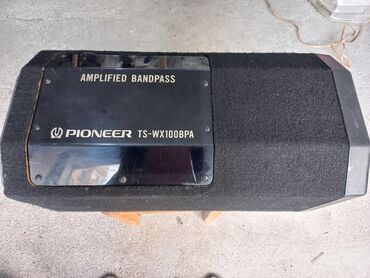 AMPLIFIED BANDPASS
PIONEER TS-WX100BPA